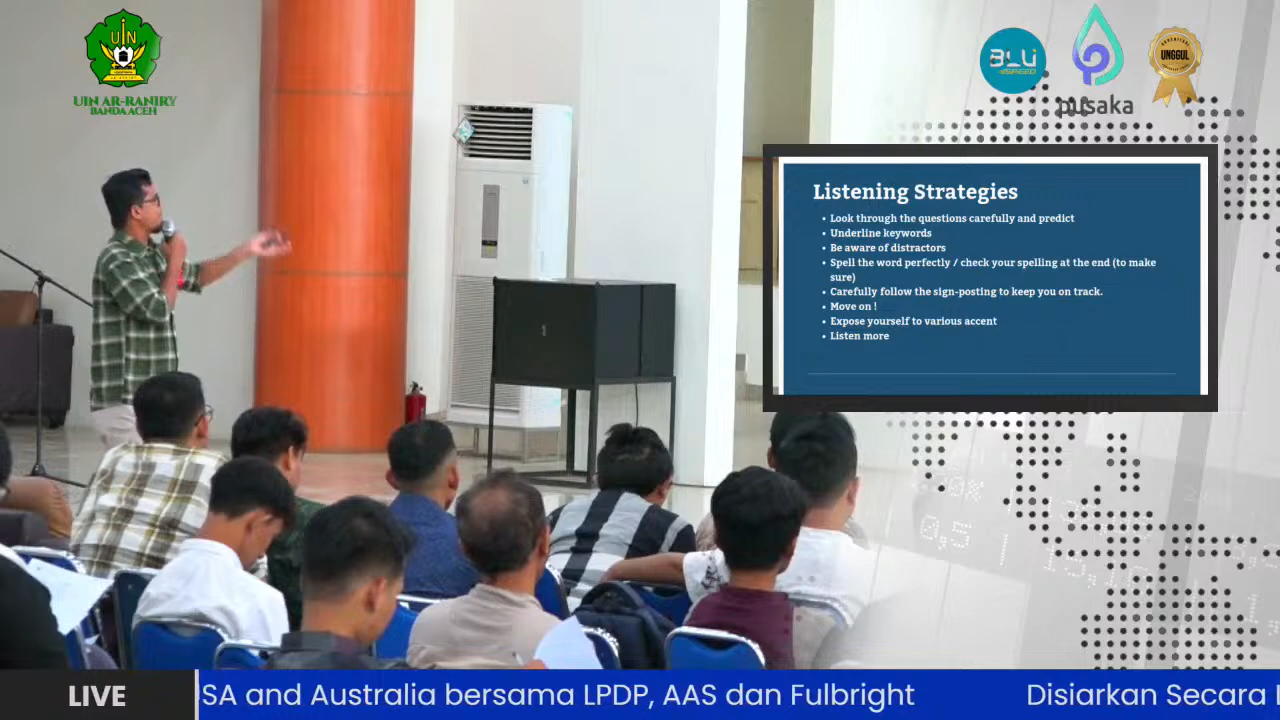 UIN
UIN AR-RANIRY
BANDA ACEH
BLU
SPEED
pusaka
UNGGUL
Listening Strategies
• Look through the questions carefully and predict
• Underline keywords
• Be aware of distractors
• Spell the word perfectly / check your spelling at the end (to make
sure)
• Carefully follow the sign-posting to keep you on track.
• Move on !
• Expose yourself to various accent
• Listen more
LIVE
SA and Australia bersama LPDP, AAS dan Fulbright
Disiarkan Secara